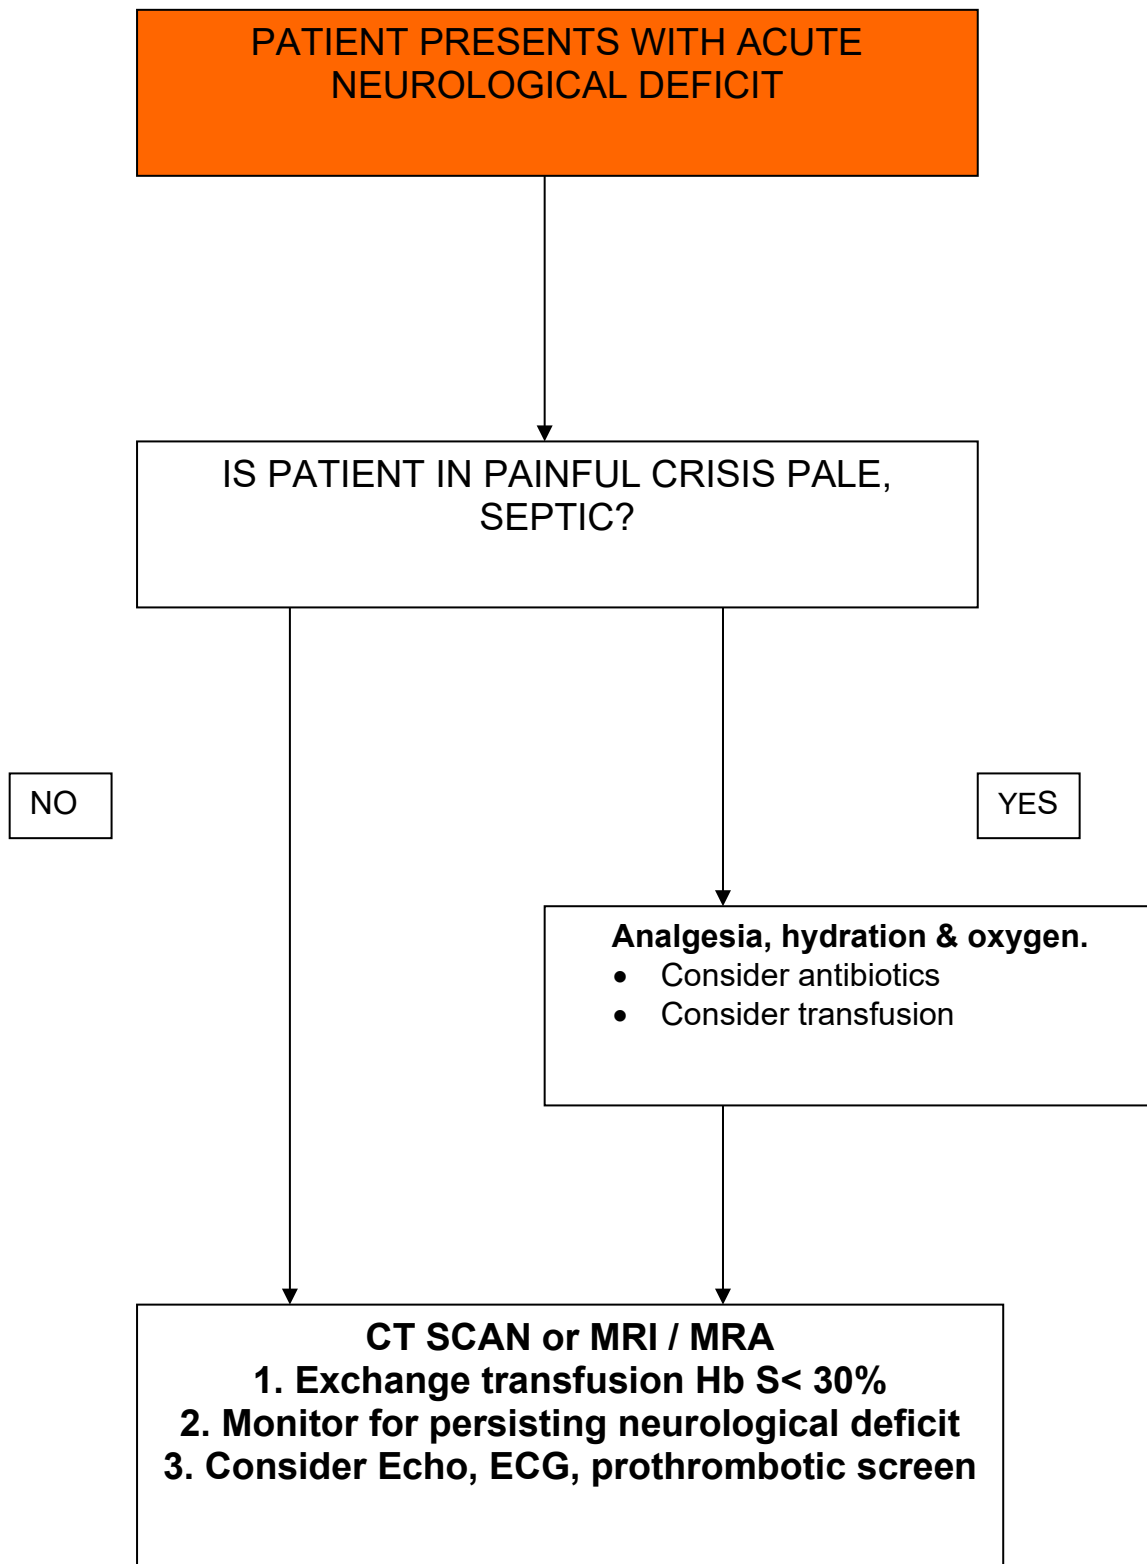 PATIENT PRESENTS WITH ACUTE
NEUROLOGICAL DEFICIT
IS PATIENT IN PAINFUL CRISIS PALE,
SEPTIC?
NO
YES
Analgesia, hydration & oxygen.
• Consider antibiotics
• Consider transfusion
CT SCAN or MRI / MRA
1. Exchange transfusion Hb S< 30%
2. Monitor for persisting neurological deficit
3. Consider Echo, ECG, prothrombotic screen